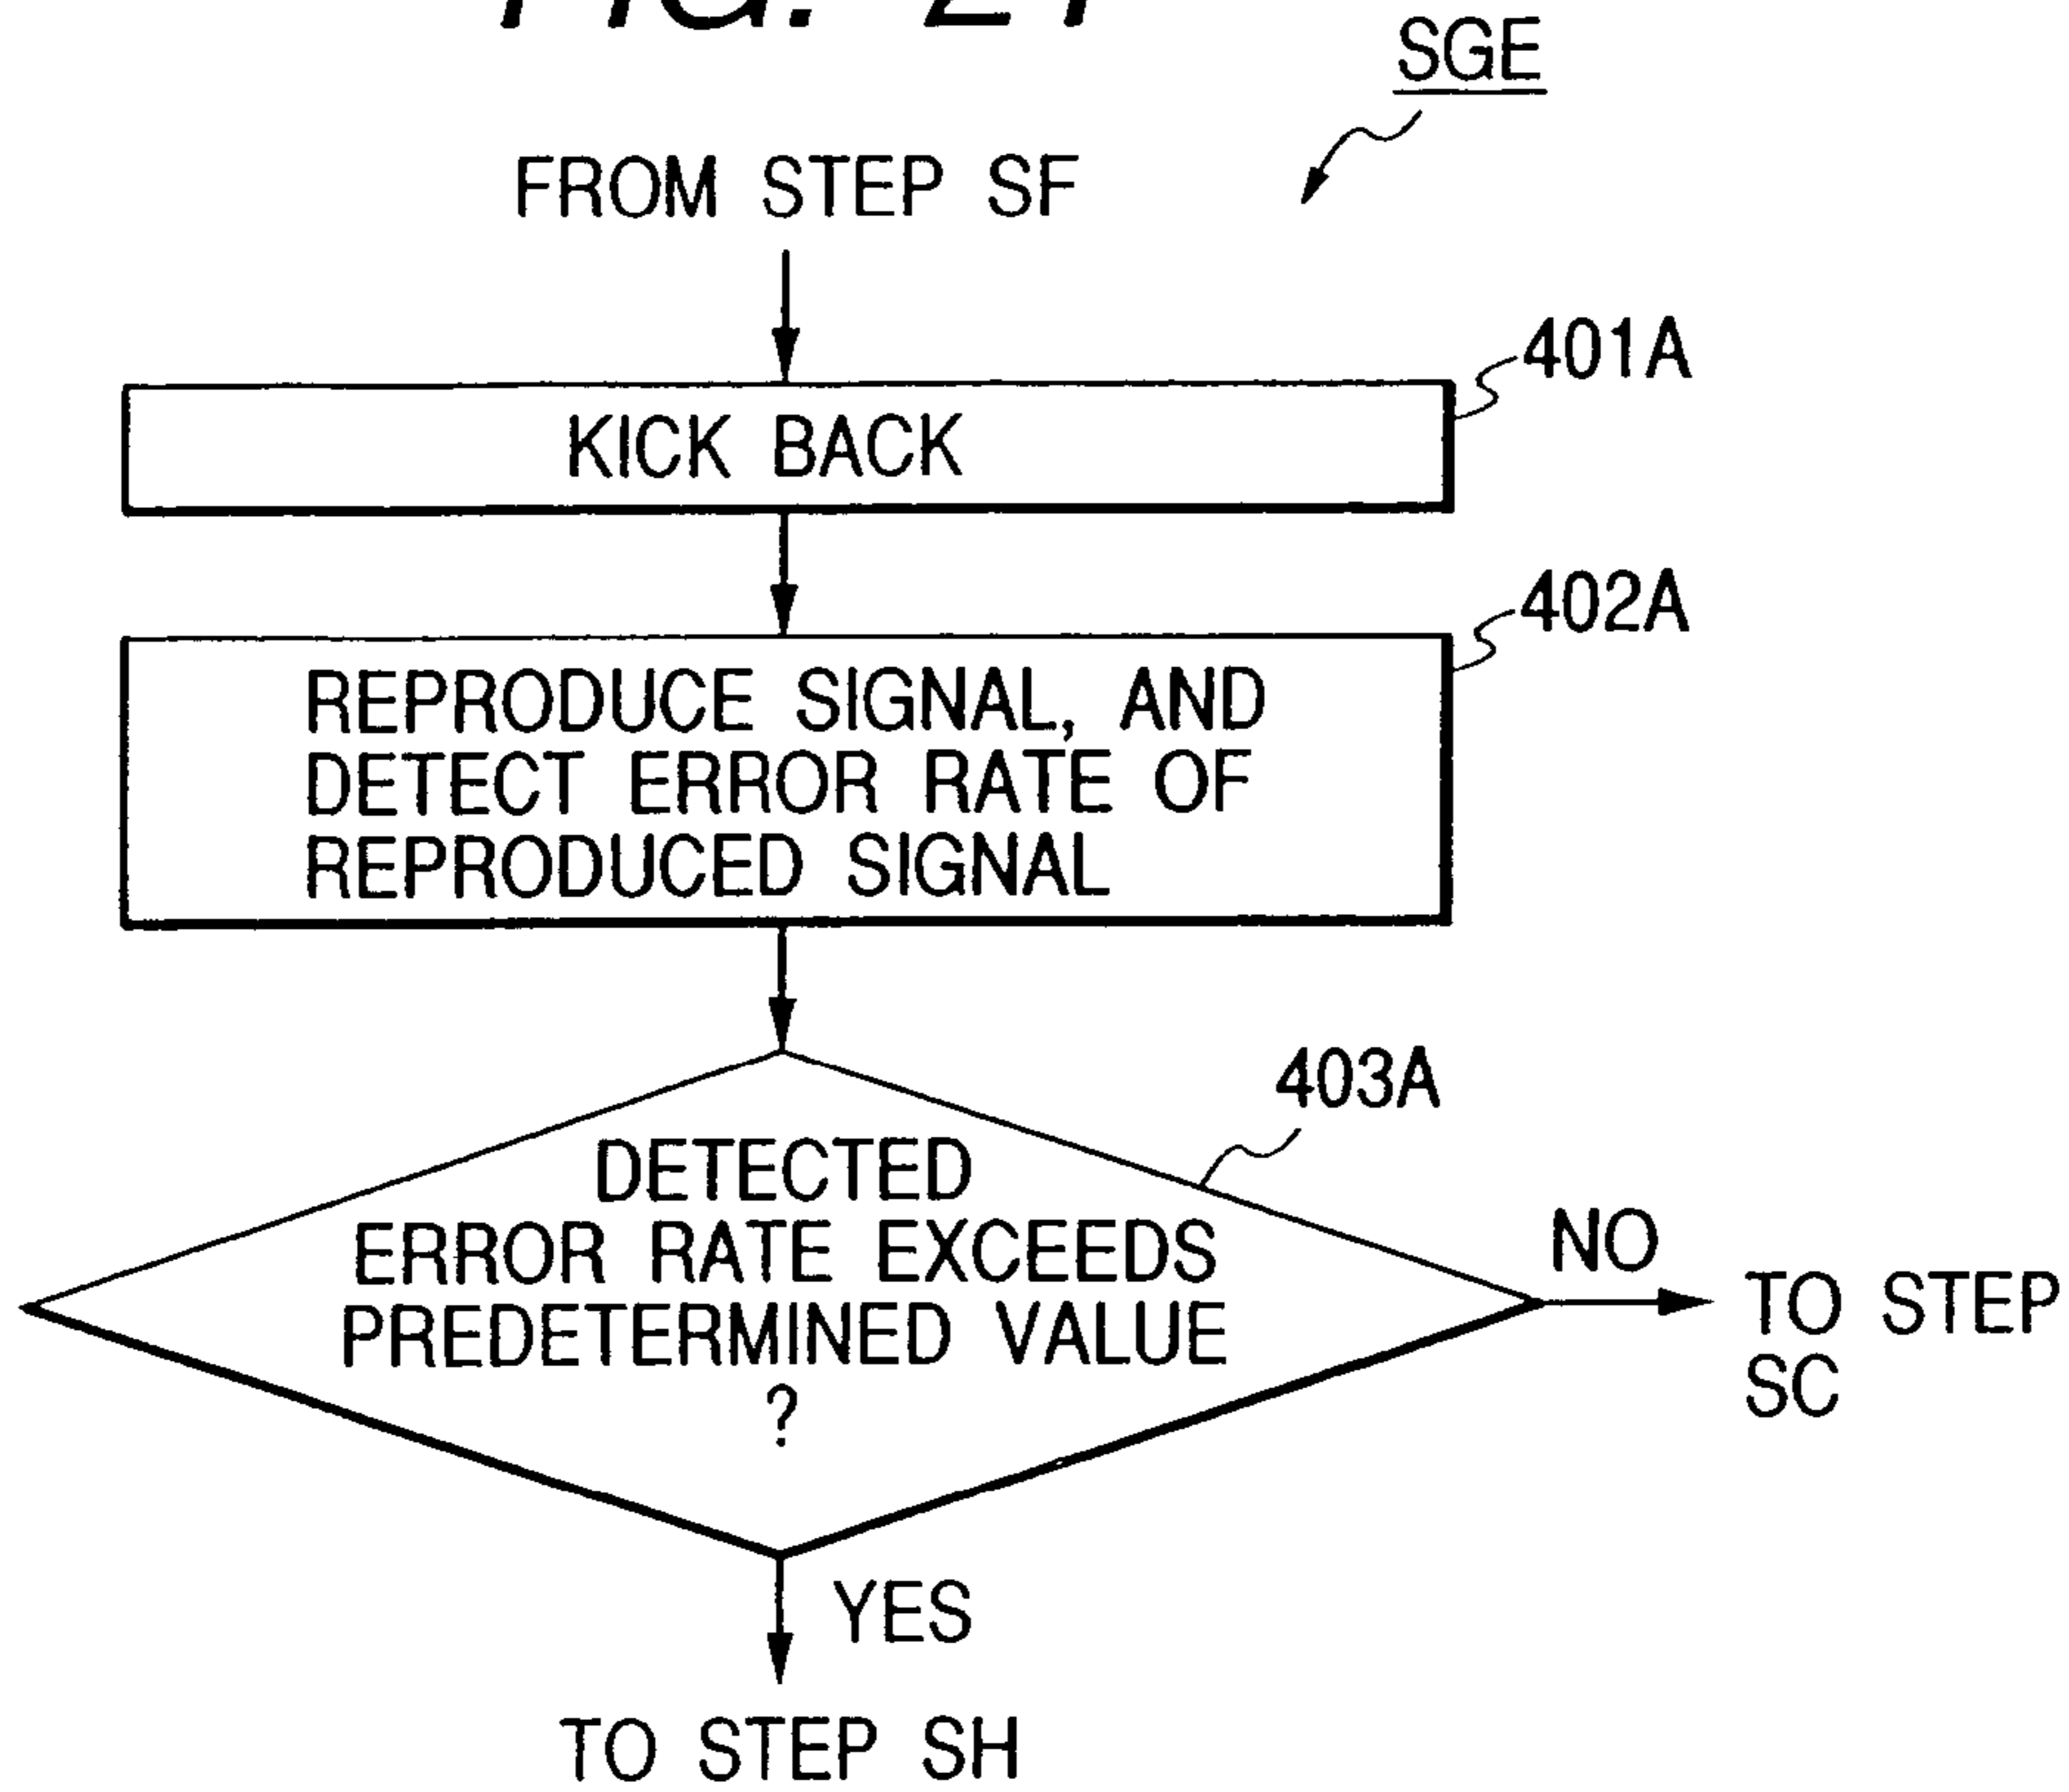 FIG.
SGE
FROM STEP SF
401A
KICK BACK
402A
REPRODUCE SIGNAL, AND
DETECT ERROR RATE OF
REPRODUCED SIGNAL
403A
DETECTED
ERROR RATE EXCEEDS
PREDETERMINED VALUE
?
NO
TO STEP
SC
YES
TO STEP SH